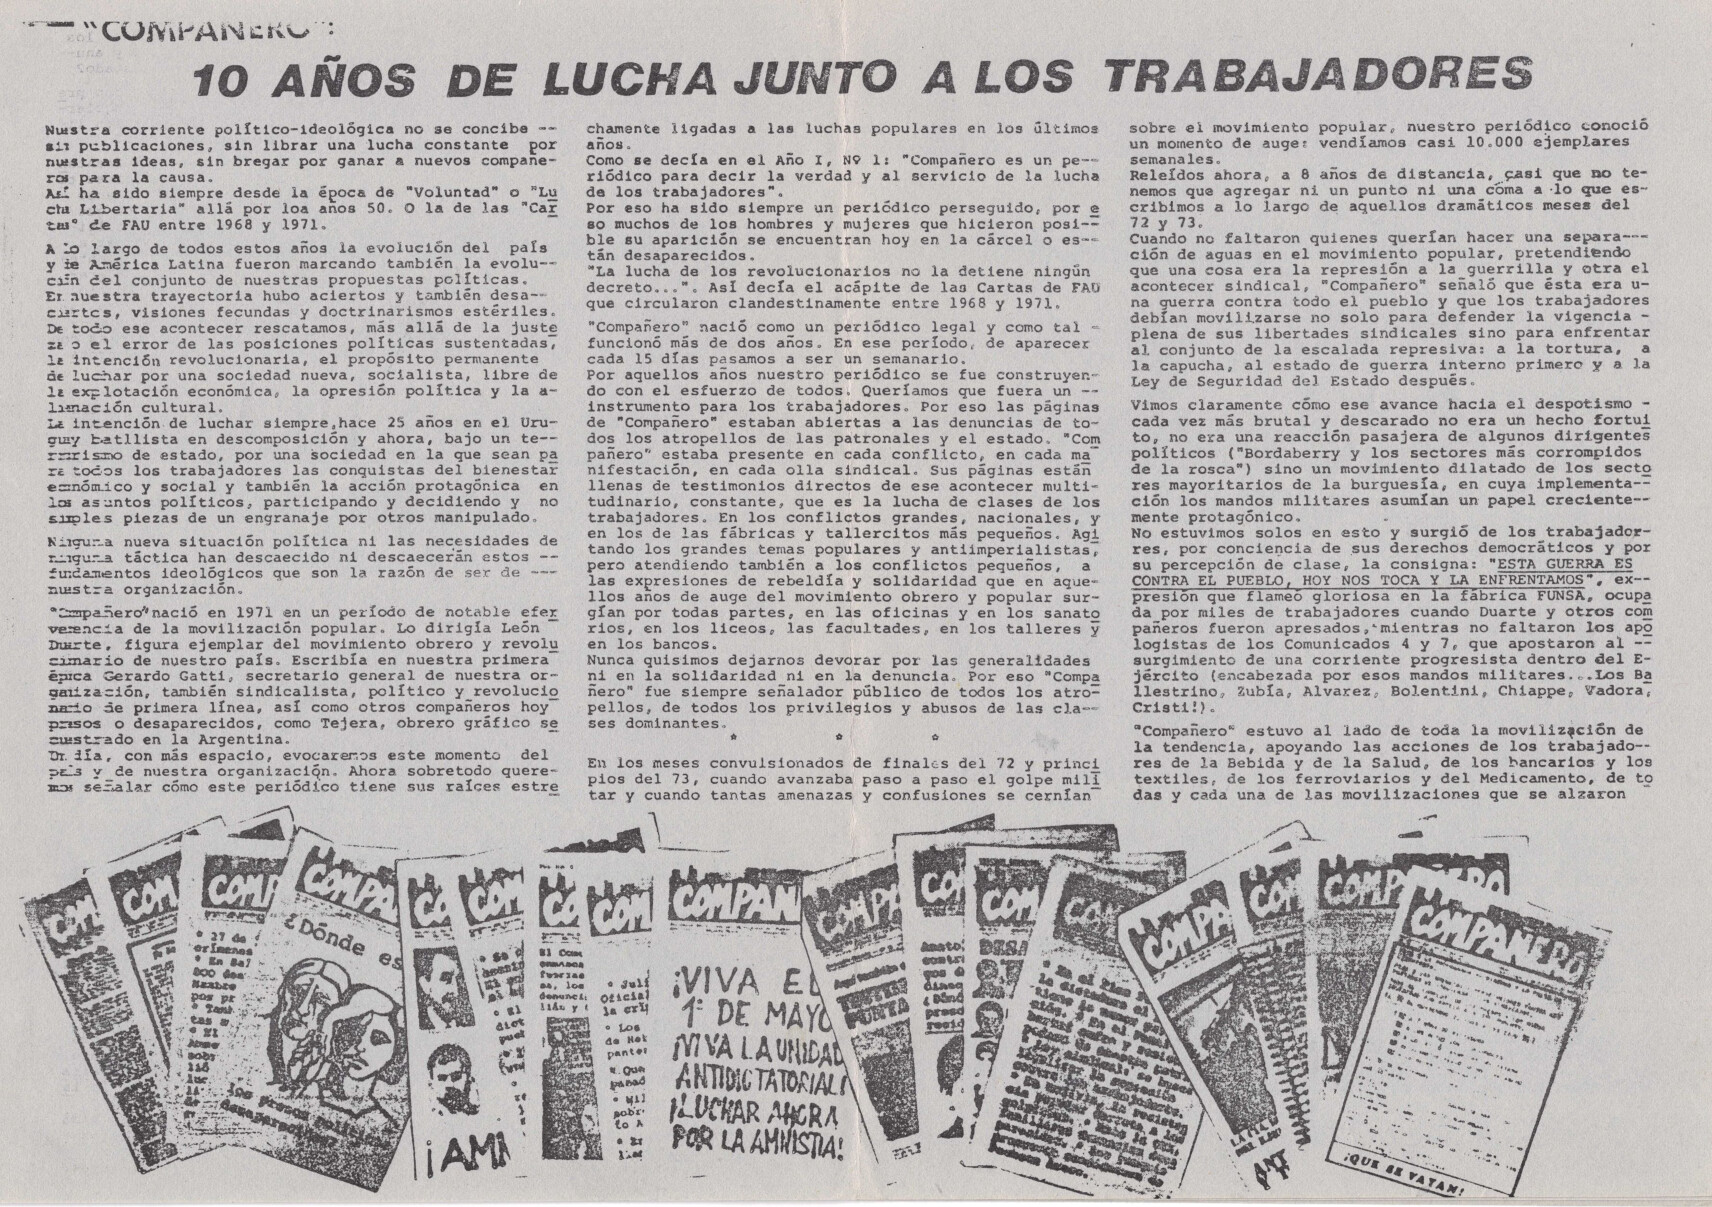 "COMPAÑERO":
10 AÑOS DE LUCHA JUNTO A LOS TRABAJADORES
Nuestra corriente político-ideológica no se concibe --
sin publicaciones, sin librar una lucha constante por
nuestras ideas, sin bregar por ganar a nuevos compañe-
ros para la causa.
Así ha sido siempre desde la época de "Voluntad" o "Lu
cha Libertaria" allá por loa años 50. O la de las "Car
tas" de FAU entre 1968 y 1971.
A lo largo de todos estos años la evolución del país
y de América Latina fueron marcando también la evolu--
ción del conjunto de nuestras propuestas políticas.
En nuestra trayectoria hubo aciertos y también desa--
ciertos, visiones fecundas y doctrinarismos estériles.
De todo ese acontecer rescatamos, más allá de la juste
za o el error de las posiciones políticas sustentadas,
la intención revolucionaria, el propósito permanente
de luchar por una sociedad nueva, socialista, libre de
la explotación económica, la opresión política y la a-
lienación cultural.
La intención de luchar siempre, hace 25 años en el Uru-
guay batllista en descomposición y ahora, bajo un te--
rrorismo de estado, por una sociedad en la que sean pa
ra todos los trabajadores las conquistas del bienestar
económico y social y también la acción protagónica en
los asuntos políticos, participando y decidiendo y no
simples piezas de un engranaje por otros manipulado.
Ninguna nueva situación política ni las necesidades de
ninguna táctica han descaecido ni descaecerán estos --
fundamentos ideológicos que son la razón de ser de ---
nuestra organización.
"Compañero" nació en 1971 en un período de notable efer
vescencia de la movilización popular. Lo dirigía León
Duarte, figura ejemplar del movimiento obrero y revolu
cionario de nuestro país. Escribía en nuestra primera
época Gerardo Gatti, secretario general de nuestra or-
ganización, también sindicalista, político y revolucio
nario de primera línea, así como otros compañeros hoy
presos o desaparecidos, como Tejera, obrero gráfico se
cuestrado en la Argentina.
Un día, con más espacio, evocaremos este momento del
país y de nuestra organización. Ahora sobretodo quere-
mos señalar cómo este periódico tiene sus raíces estre
chamente ligadas a las luchas populares en los últimos
años.
Como se decía en el Año I, Nº 1: "Compañero es un pe--
riódico para decir la verdad y al servicio de la lucha
de los trabajadores".
Por eso ha sido siempre un periódico perseguido, por e
so muchos de los hombres y mujeres que hicieron posi--
ble su aparición se encuentran hoy en la cárcel o es--
tán desaparecidos.
"La lucha de los revolucionarios no la detiene ningún
decreto...". Así decía el acápite de las Cartas de FAU
que circularon clandestinamente entre 1968 y 1971.
"Compañero" nació como un periódico legal y como tal -
funcionó más de dos años. En ese período, de aparecer
cada 15 días pasamos a ser un semanario.
Por aquellos años nuestro periódico se fue construyen-
do con el esfuerzo de todos. Queríamos que fuera un --
instrumento para los trabajadores. Por eso las páginas
de "Compañero" estaban abiertas a las denuncias de to-
dos los atropellos de las patronales y el estado. "Com
pañero" estaba presente en cada conflicto, en cada ma
nifestación, en cada olla sindical. Sus páginas están
llenas de testimonios directos de ese acontecer multi-
tudinario, constante, que es la lucha de clases de los
trabajadores. En los conflictos grandes, nacionales, y
en los de las fábricas y tallercitos más pequeños. Agi
tando los grandes temas populares y antiimperialistas,
pero atendiendo también a los conflictos pequeños, a
las expresiones de rebeldía y solidaridad que en aque-
llos años de auge del movimiento obrero y popular sur-
gían por todas partes, en las oficinas y en los sanato
rios, en los liceos, las facultades, en los talleres y
en los bancos.
Nunca quisimos dejarnos devorar por las generalidades
ni en la solidaridad ni en la denuncia. Por eso "Compa
ñero" fue siempre señalador público de todos los atro-
pellos, de todos los privilegios y abusos de las cla--
ses dominantes.
* * *
En los meses convulsionados de finales del 72 y princi
pios del 73, cuando avanzaba paso a paso el golpe mili
tar y cuando tantas amenazas y confusiones se cernían
sobre el movimiento popular, nuestro periódico conoció
un momento de auge: vendíamos casi 10.000 ejemplares
semanales.
Releídos ahora, a 8 años de distancia, casi que no te-
nemos que agregar ni un punto ni una coma a lo que es-
cribimos a lo largo de aquellos dramáticos meses del
72 y 73.
Cuando no faltaron quienes querían hacer una separa---
ción de aguas en el movimiento popular, pretendiendo
que una cosa era la represión a la guerrilla y otra el
acontecer sindical, "Compañero" señaló que ésta era u-
na guerra contra todo el pueblo y que los trabajadores
debían movilizarse no solo para defender la vigencia -
plena de sus libertades sindicales sino para enfrentar
al conjunto de la escalada represiva: a la tortura, a
la capucha, al estado de guerra interno primero y a la
Ley de Seguridad del Estado después.
Vimos claramente cómo ese avance hacia el despotismo -
cada vez más brutal y descarado no era un hecho fortui
to, no era una reacción pasajera de algunos dirigentes
políticos ("Bordaberry y los sectores más corrompidos
de la rosca") sino un movimiento dilatado de los secto
res mayoritarios de la burguesía, en cuya implementa--
ción los mandos militares asumían un papel creciente--
mente protagónico.
No estuvimos solos en esto y surgió de los trabajador-
res, por conciencia de sus derechos democráticos y por
su percepción de clase, la consigna: "ESTA GUERRA ES
CONTRA EL PUEBLO, HOY NOS TOCA Y LA ENFRENTAMOS", ex--
presión que flameó gloriosa en la fábrica FUNSA, ocupa
da por miles de trabajadores cuando Duarte y otros com
pañeros fueron apresados, mientras no faltaron los apo
logistas de los Comunicados 4 y 7, que apostaron al --
surgimiento de una corriente progresista dentro del E-
jército (encabezada por esos mandos militares...Los Ba
llestrino, Zubía, Alvarez, Bolentini, Chiappe, Vadora,
Cristi!).
"Compañero" estuvo al lado de toda la movilización de
la tendencia, apoyando las acciones de los trabajado--
res de la Bebida y de la Salud, de los bancarios y los
textiles, de los ferroviarios y del Medicamento, de to
das y cada una de las movilizaciones que se alzaron
COM
COM
COMP
27 de
COMPA
¿Dónde es
los presos políticos
desaparecidos
CO
¡AMN
COM
CO
COM
COMPAN
¡VIVA EL
1º DE MAYO
¡VIVA LA UNIDAD
ANTIDICTATORIAL!
¡LUCHAR AHORA
POR LA AMNISTIA!
COMPA
CO
COM
CO
COMPA
COM
COMPAÑERO
COMPAÑERO
¡QUE SE VAYAN!